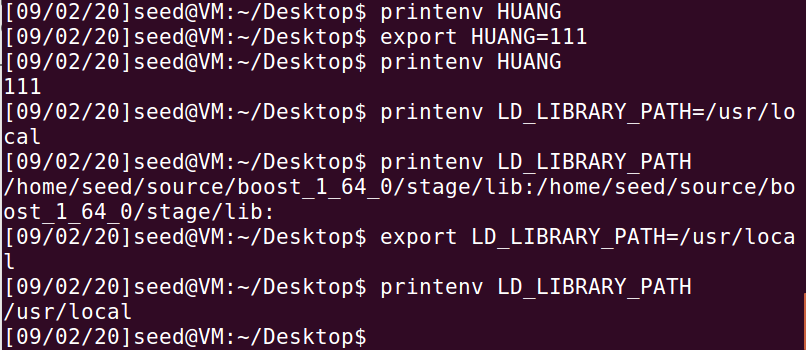 [09/02/20]seed@VM:~/Desktop$ printenv HUANG
[09/02/20]seed@VM:~/Desktop$ export HUANG=111
[09/02/20]seed@VM:~/Desktop$ printenv HUANG
111
[09/02/20]seed@VM:~/Desktop$ printenv LD_LIBRARY_PATH=/usr/lo
cal
[09/02/20]seed@VM:~/Desktop$ printenv LD_LIBRARY_PATH
/home/seed/source/boost_1_64_0/stage/lib:/home/seed/source/bo
ost_1_64_0/stage/lib:
[09/02/20]seed@VM:~/Desktop$ export LD_LIBRARY_PATH=/usr/loca
l
[09/02/20]seed@VM:~/Desktop$ printenv LD_LIBRARY_PATH
/usr/local
[09/02/20]seed@VM:~/Desktop$